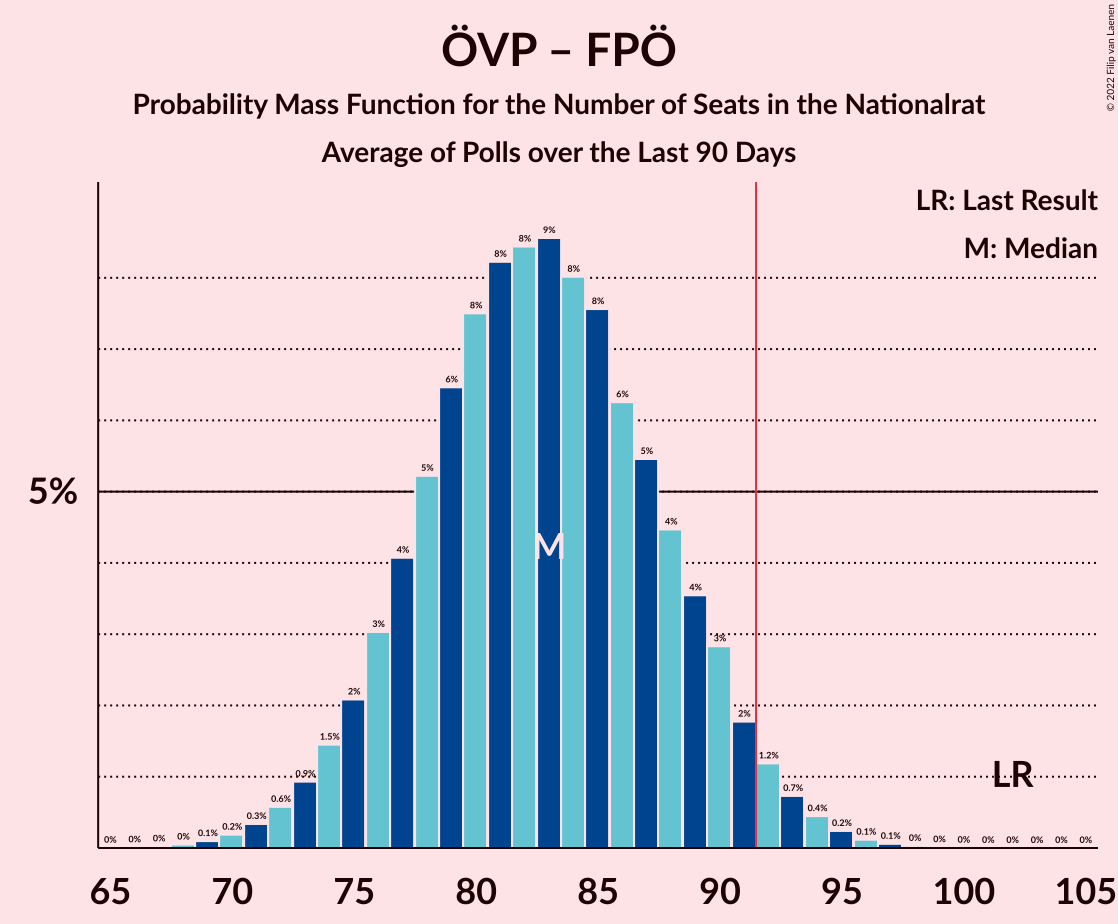 ÖVP – FPÖ
Probability Mass Function for the Number of Seats in the Nationalrat
Average of Polls over the Last 90 Days
© 2022 Filip van Laenen
LR: Last Result
M: Median
5%
0% 0% 0% 0% 0.1% 0.2% 0.3% 0.6% 0.9% 1.5% 2% 3% 4% 5% 6% 8% 8% 8% 9% 8% 8% 6% 5% 4% 4% 3% 2% 1.2% 0.7% 0.4% 0.2% 0.1% 0.1% 0% 0% 0% 0% 0% 0% 0% 0%
M
LR
65 70 75 80 85 90 95 100 105